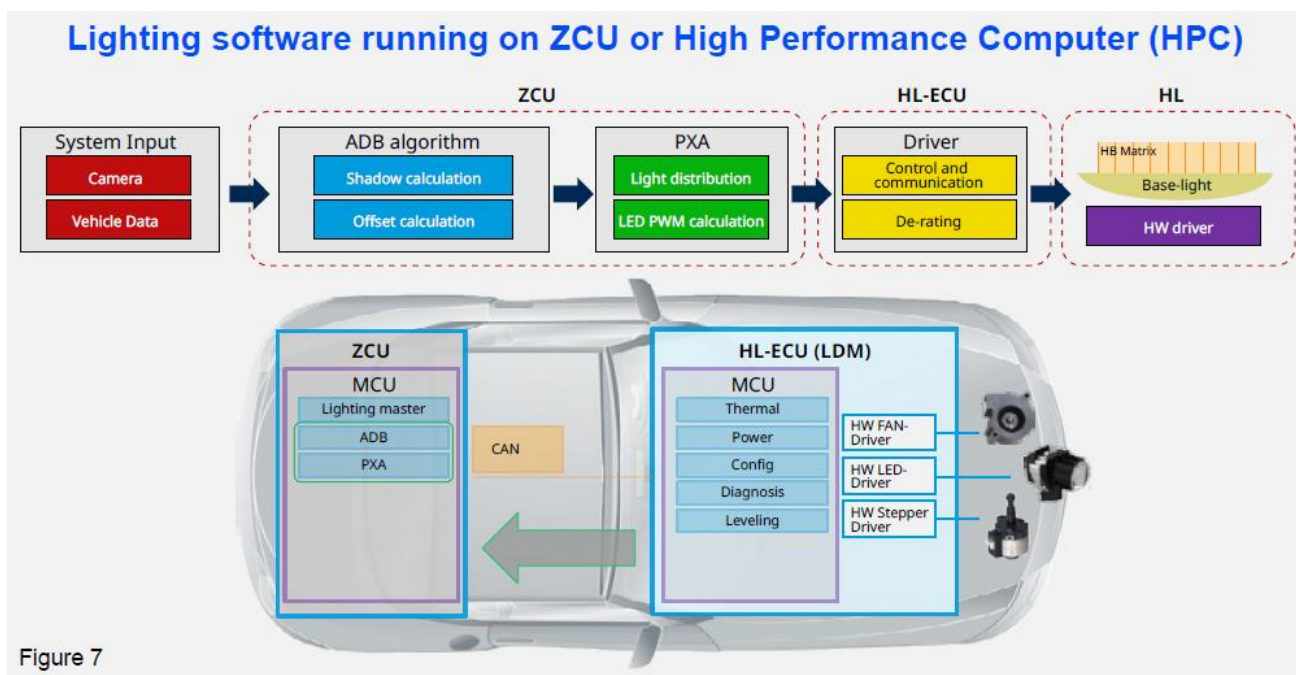 Lighting software running on ZCU or High Performance Computer (HPC)
ZCU
HL-ECU
HL
System Input
Camera
Vehicle Data
ADB algorithm
Shadow calculation
Offset calculation
PXA
Light distribution
LED PWM calculation
Driver
Control and
communication
De-rating
HB Matrix
Base-light
HW driver
ZCU
MCU
Lighting master
ADB
PXA
CAN
HL-ECU (LDM)
MCU
Thermal
Power
Config
Diagnosis
Leveling
HW FAN-
Driver
HW LED-
Driver
HW Stepper
Driver
Figure 7